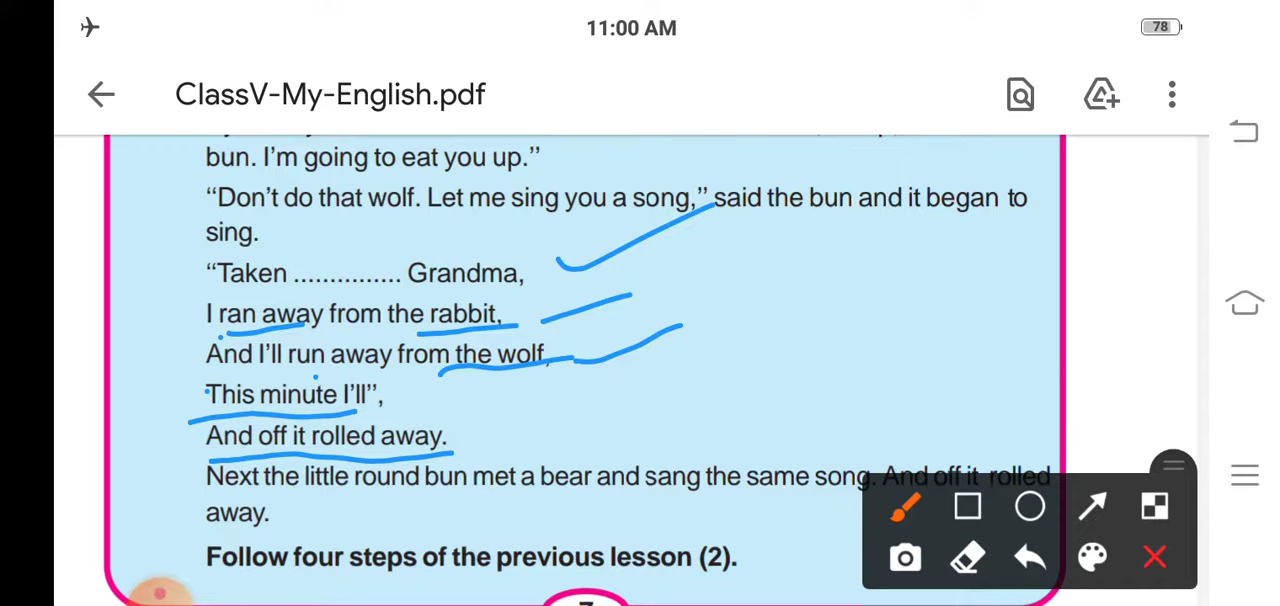 11:00 AM
78
ClassV-My-English.pdf
bun. I'm going to eat you up.”
“Don't do that wolf. Let me sing you a song,” said the bun and it began to
sing.
“Taken ............... Grandma,
I ran away from the rabbit,
And I'll run away from the wolf,
This minute I'll”,
And off it rolled away.
Next the little round bun met a bear and sang the same song. And off it rolled
away.
Follow four steps of the previous lesson (2).